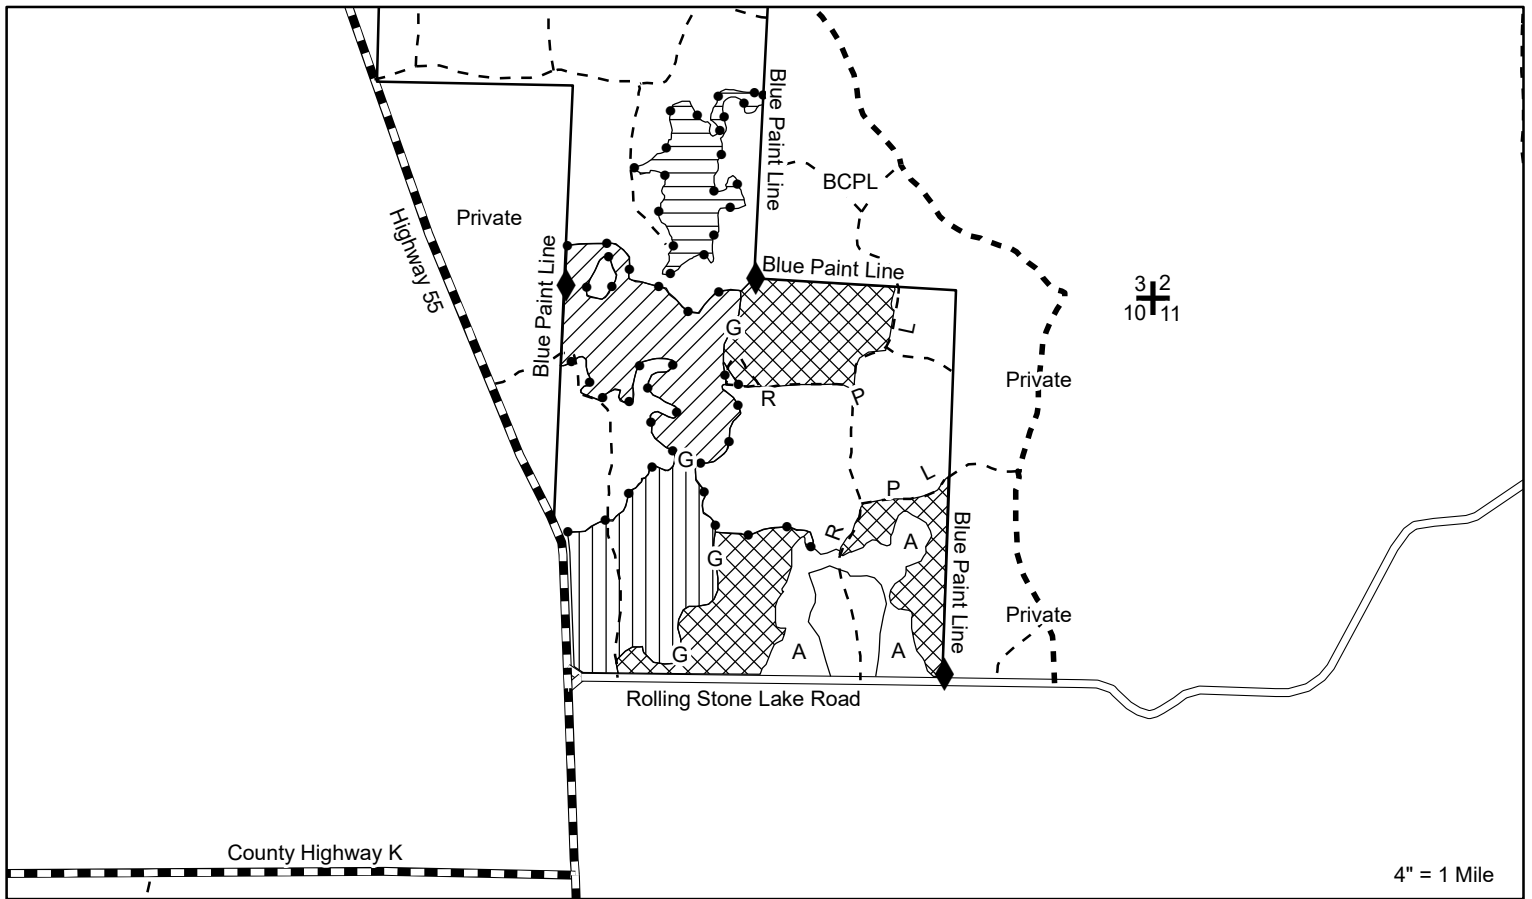 Blue Paint Line
BCPL
Private
Highway 55
Blue Paint Line
Blue Paint Line
3 2
10 11
G
L
Private
R
P
G
P
L
R
A
G
Blue Paint Line
Private
G
A
A
Rolling Stone Lake Road
County Highway K
4" = 1 Mile